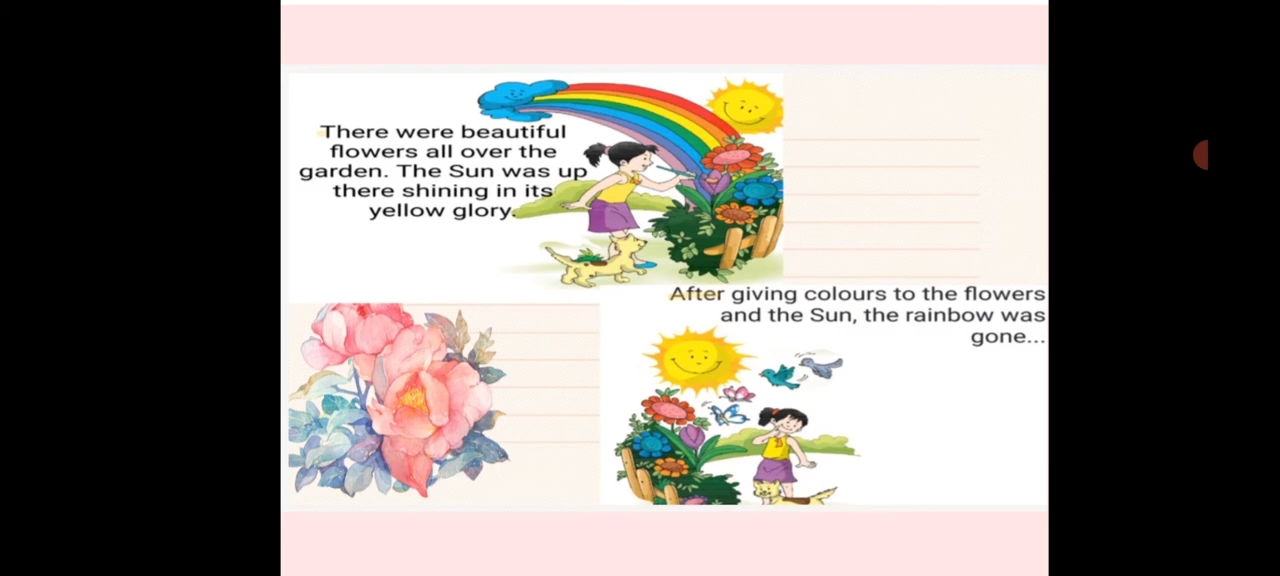 There were beautiful
flowers all over the
garden. The Sun was up
there shining in its
yellow glory.
After giving colours to the flowers
and the Sun, the rainbow was
gone...